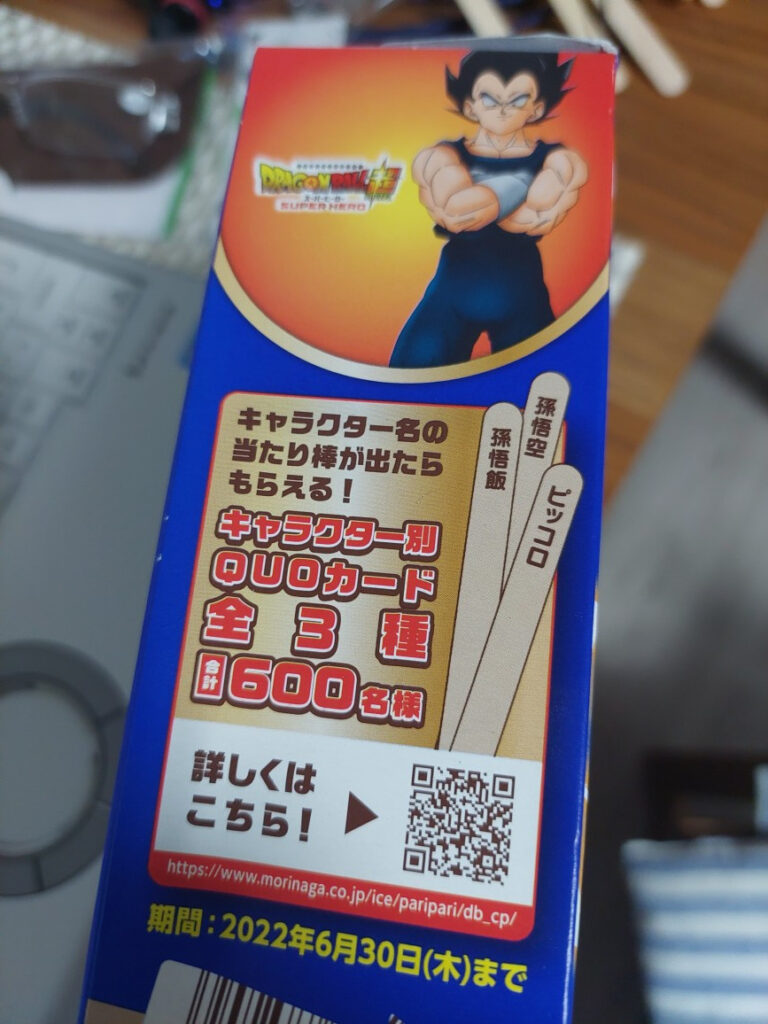 DRAGON BALL超
スーパーヒーロー
SUPER HERO
キャラクター名の
当たり棒が出たら
もらえる!
キャラクター別
QUOカード
全3種
合計600名様
孫悟飯
孫悟空
ピッコロ
詳しくは
こちら!
https://www.morinaga.co.jp/ice/paripari/db_cp/
期間:2022年6月30日(木)まで